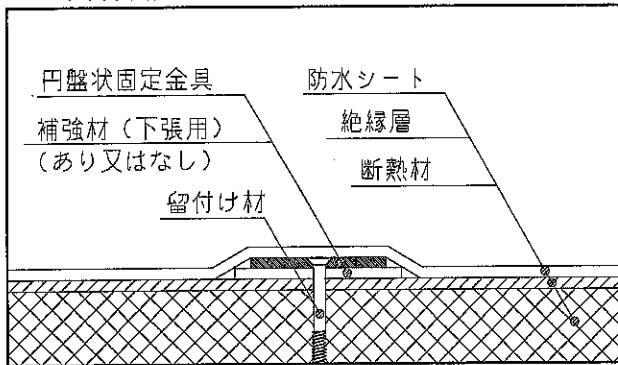 円盤状固定金具
補強材（下張用）
（あり又はなし）
留付け材
防水シート
絶縁層
断熱材